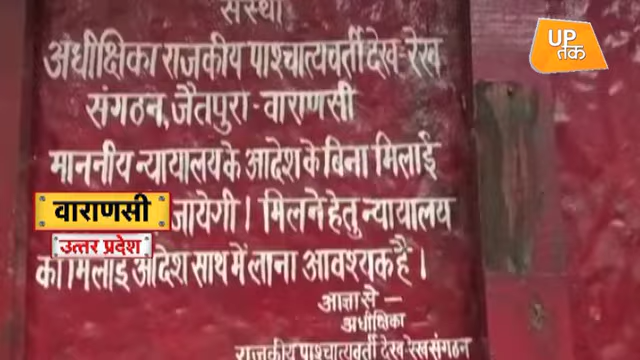 संस्था
UP
तक
अधीक्षिका राजकीय पाश्चात्यवर्ती देख-रेख
संगठन, जैतपुरा - वाराणसी
माननीय न्यायालय के आदेश के बिना मिलाई
वाराणसी
जायेगी। मिलने हेतु न्यायालय
उत्तर प्रदेश
का मिलाई आदेश साथ में लाना आवश्यक हैं।
आज्ञा से —
अधीक्षिका
राजकीय पाश्चात्यवर्ती देख-रेख संगठन